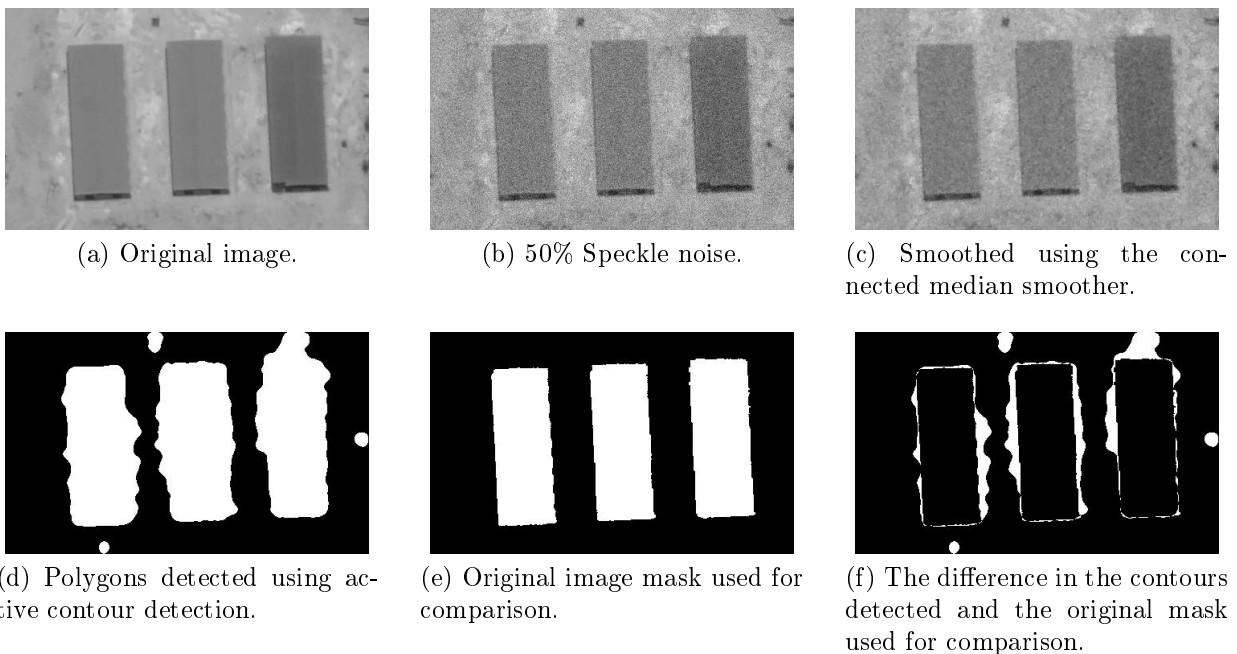 (a) Original image.
(b) 50% Speckle noise.
(c) Smoothed using the con-
nected median smoother.
(d) Polygons detected using ac-
tive contour detection.
(e) Original image mask used for
comparison.
(f) The difference in the contours
detected and the original mask
used for comparison.